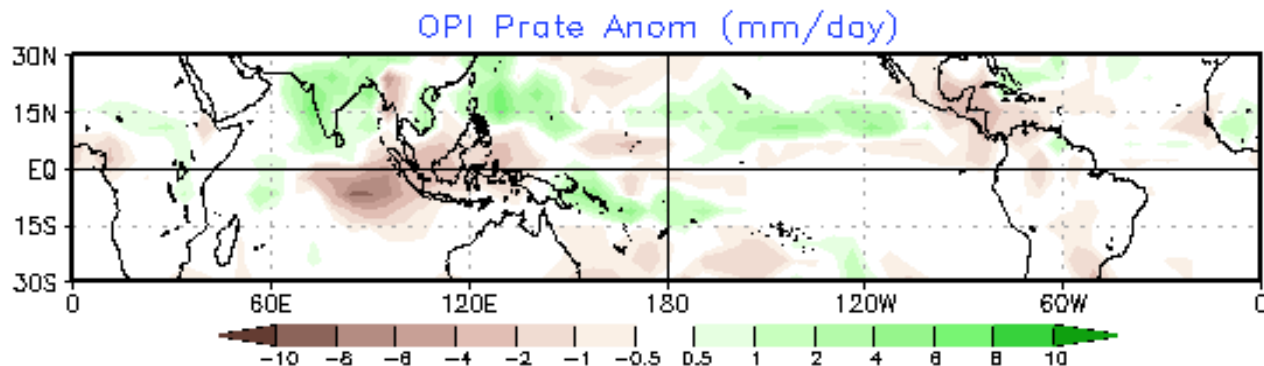 OPI Prate Anom (mm/day)
30N
15N
EQ
15S
30S
0 60E 120E 180 120W 60W 0
-10 -8 -6 -4 -2 -1 -0.5 0.5 1 2 4 6 8 10